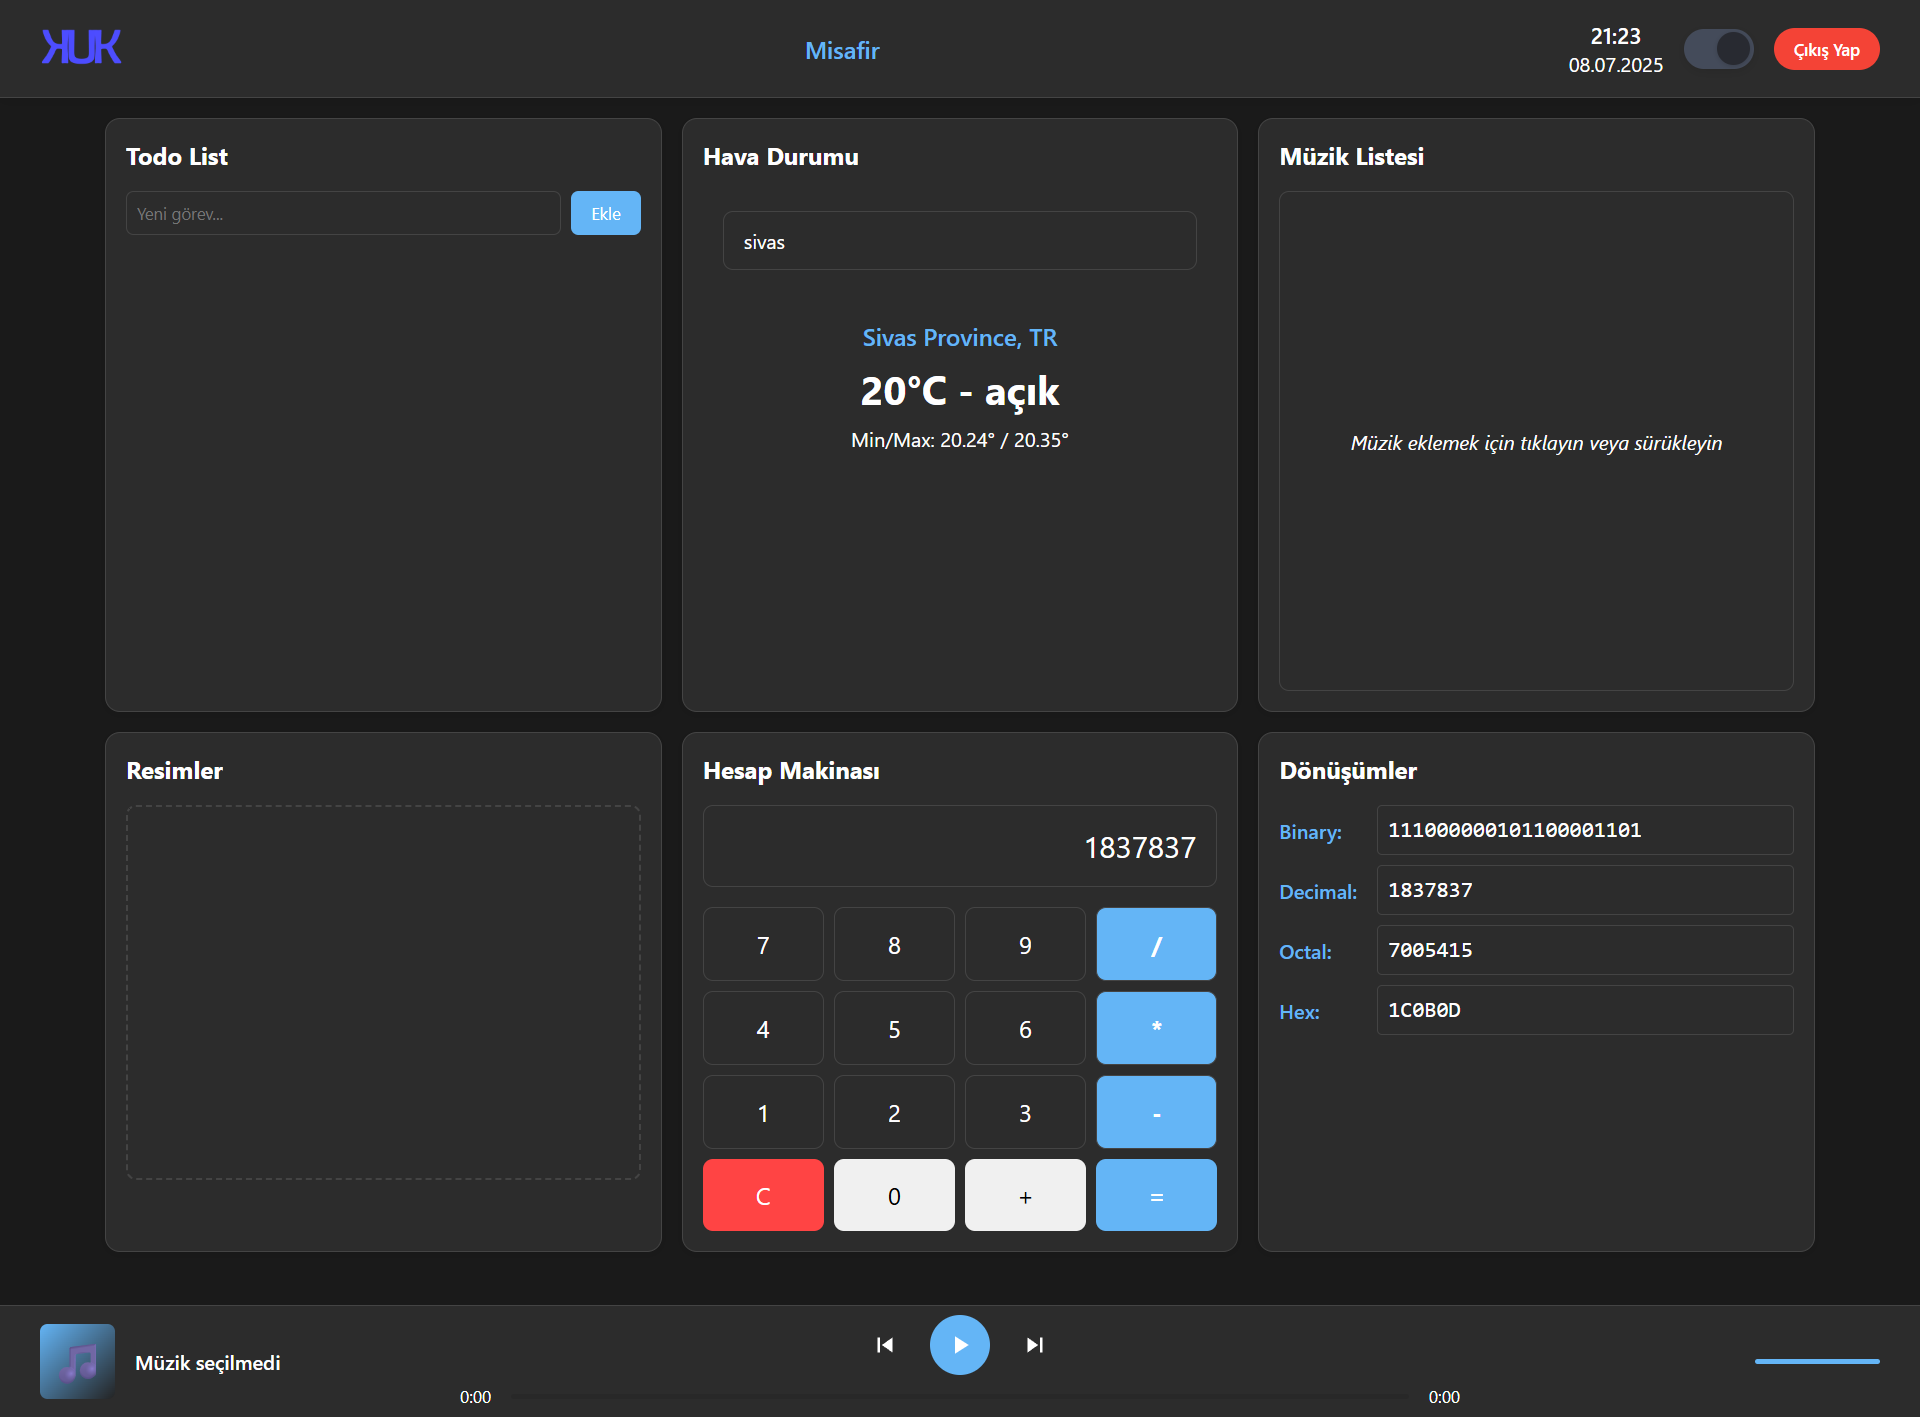 KUK
Misafir
21:23
08.07.2025
Çıkış Yap
Todo List
Yeni görev...
Ekle
Hava Durumu
sivas
Sivas Province, TR
20°C - açık
Min/Max: 20.24° / 20.35°
Müzik Listesi
Müzik eklemek için tıklayın veya sürükleyin
Resimler
Hesap Makinası
1837837
7 8 9 /
4 5 6 *
1 2 3 -
C 0 + =
Dönüşümler
Binary: 111000000101100001101
Decimal: 1837837
Octal: 7005415
Hex: 1C0B0D
Müzik seçilmedi
0:00
0:00